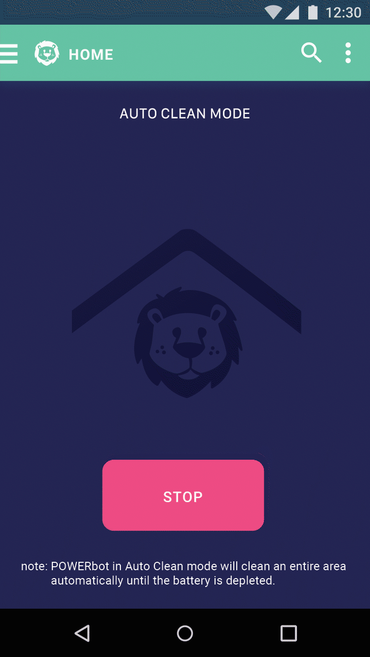 12:30
HOME
AUTO CLEAN MODE
STOP
note: POWERbot in Auto Clean mode will clean an entire area
automatically until the battery is depleted.